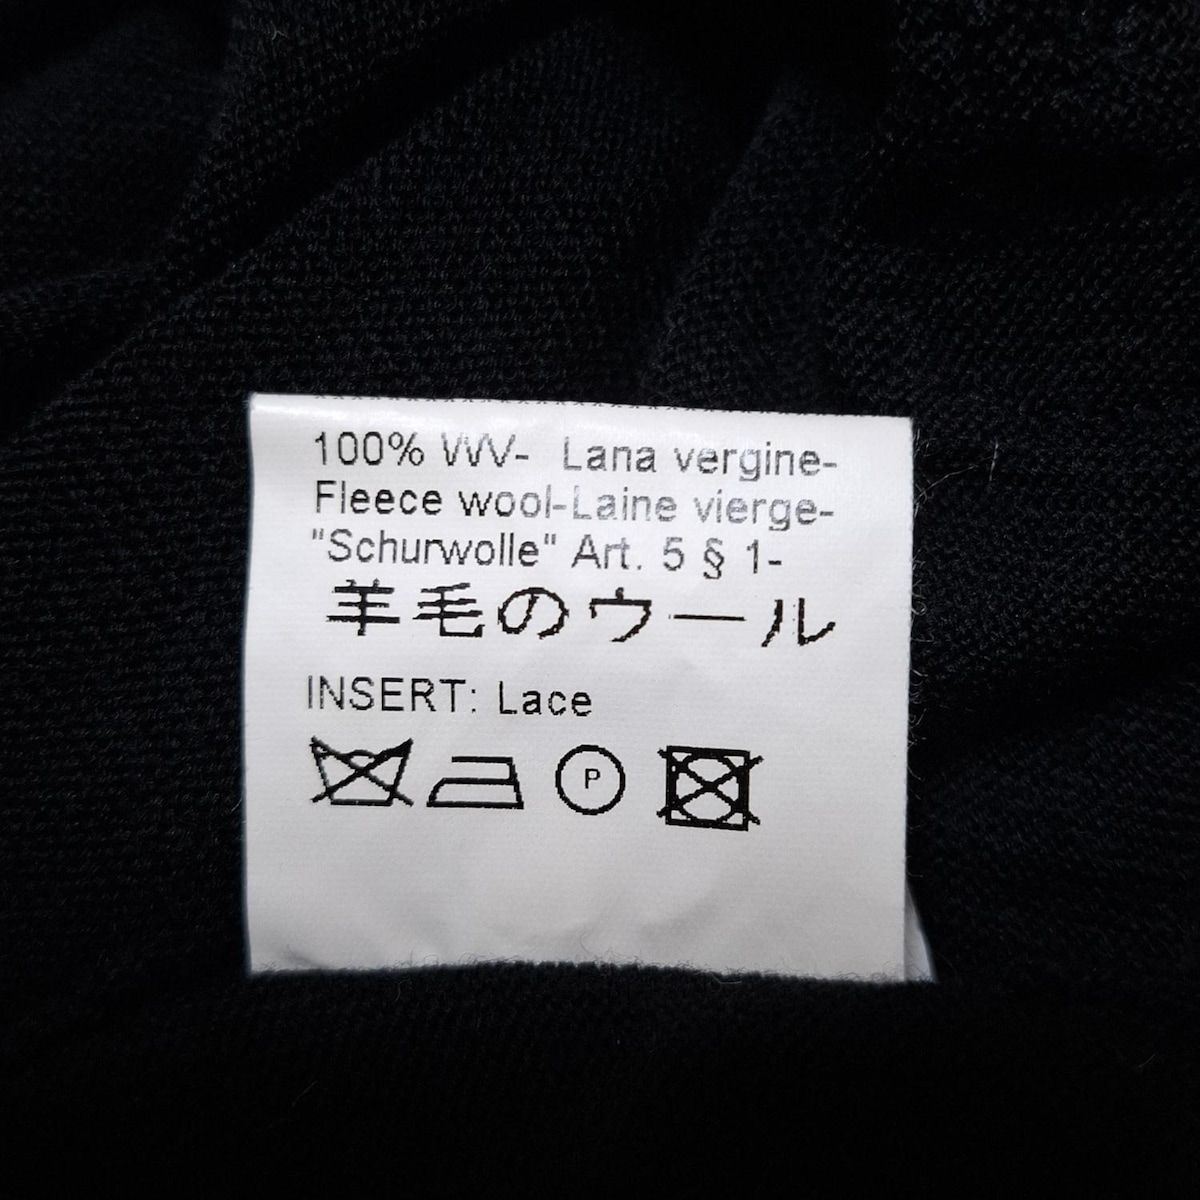 100% WV- Lana vergine-
Fleece wool-Laine vierge-
"Schurwolle" Art. 5 § 1-
羊毛のウール
INSERT: Lace
P